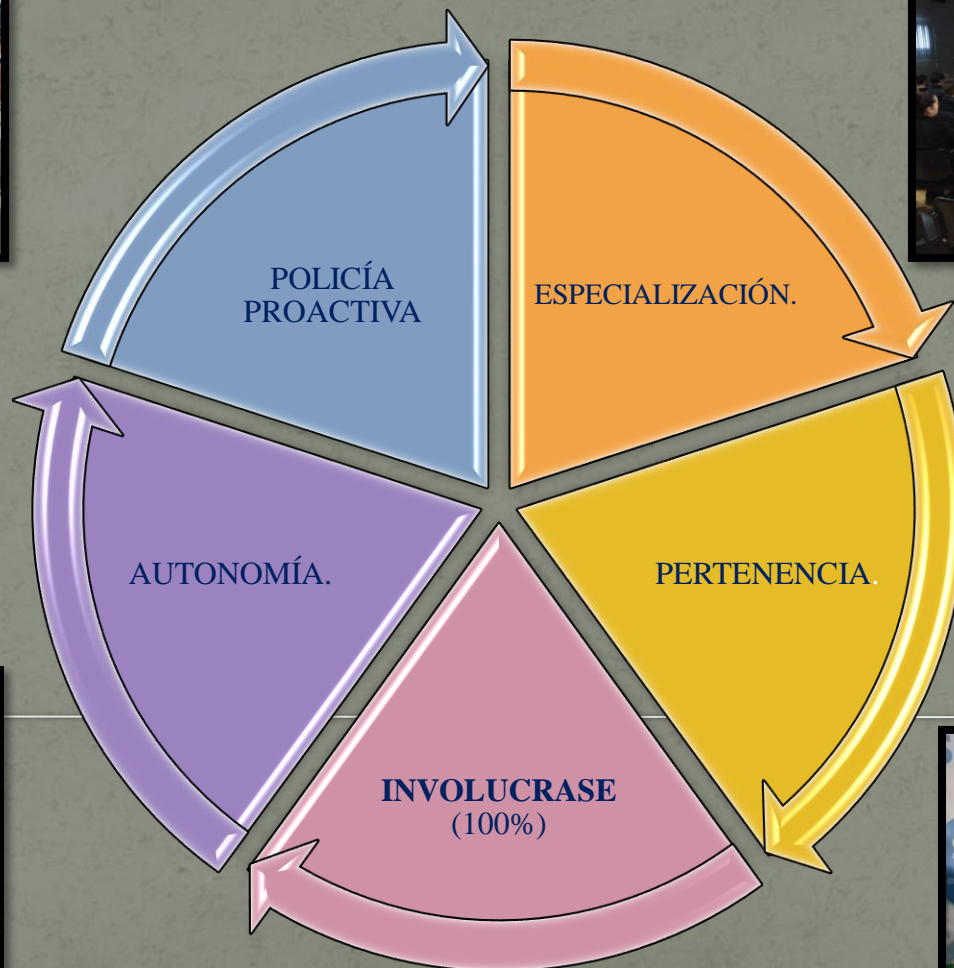 POLICÍA
PROACTIVA
ESPECIALIZACIÓN.
AUTONOMÍA.
PERTENENCIA.
INVOLUCRASE
(100%)